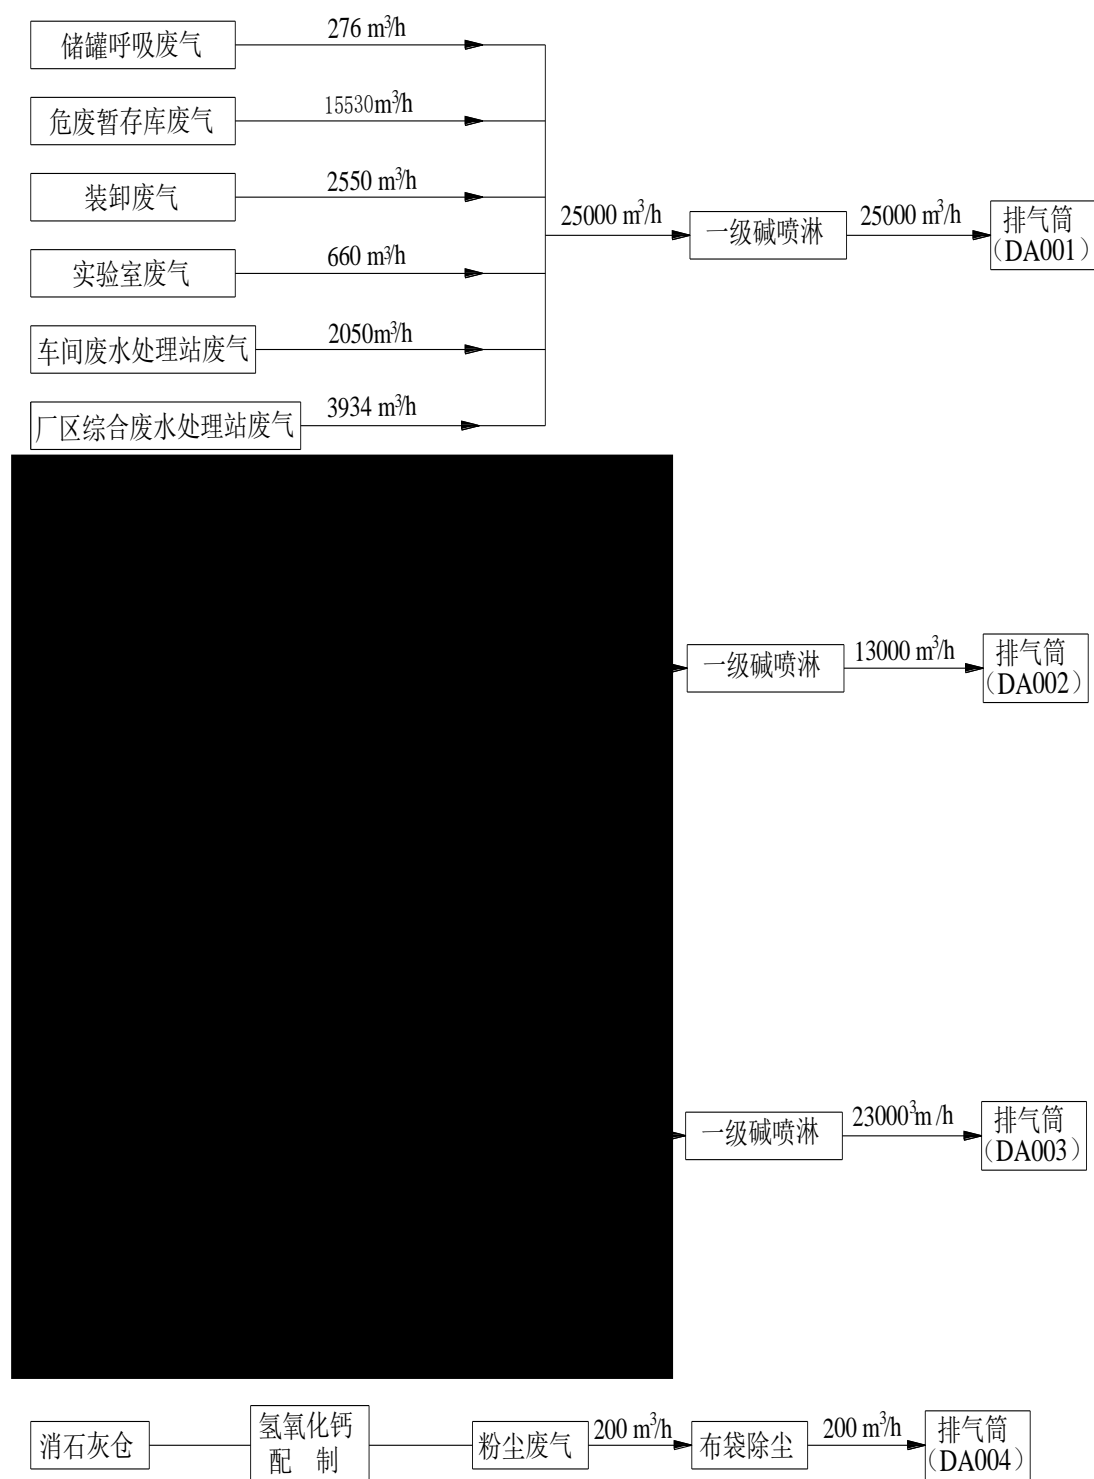 储罐呼吸废气
276 m³/h
危废暂存库废气
15530m³/h
装卸废气
2550 m³/h
实验室废气
660 m³/h
车间废水处理站废气
2050m³/h
厂区综合废水处理站废气
3934 m³/h
25000 m³/h
一级碱喷淋
25000 m³/h
排气筒
（DA001）
一级碱喷淋
13000 m³/h
排气筒
（DA002）
一级碱喷淋
23000³m /h
排气筒
（DA003）
消石灰仓
氢氧化钙
配 制
粉尘废气
200 m³/h
布袋除尘
200 m³/h
排气筒
（DA004）